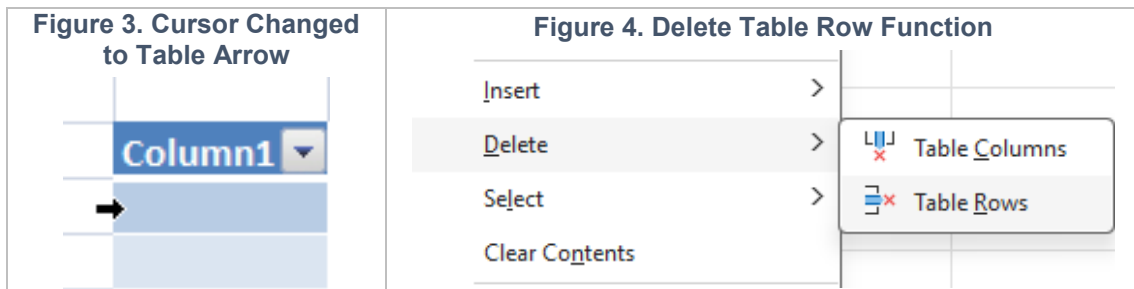 Figure 3. Cursor Changed
to Table Arrow
Column1
Figure 4. Delete Table Row Function
Insert
Delete
Select
Clear Contents
Table Columns
Table Rows